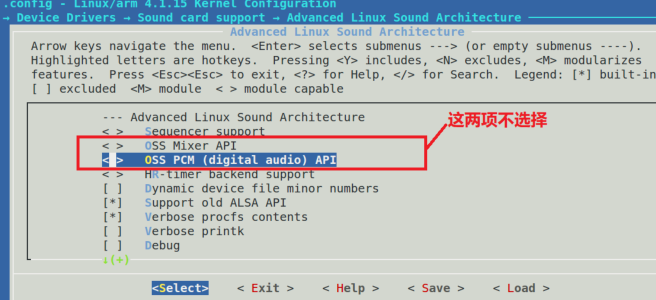 .config - Linux/arm 4.1.15 Kernel Configuration
→ Device Drivers → Sound card support → Advanced Linux Sound Architecture
Advanced Linux Sound Architecture
Arrow keys navigate the menu.  <Enter> selects submenus ---> (or empty submenus ----).
Highlighted letters are hotkeys.  Pressing <Y> includes, <N> excludes, <M> modularizes
features.  Press <Esc><Esc> to exit, <?> for Help, </> for Search.  Legend: [*] built-in
[ ] excluded  <M> module  < > module capable
--- Advanced Linux Sound Architecture
< > Sequencer support
< > OSS Mixer API
< > OSS PCM (digital audio) API
< > HR-timer backend support
[ ] Dynamic device file minor numbers
[*] Support old ALSA API
[*] Verbose procfs contents
[ ] Verbose printk
[ ] Debug
↓(+)
这两项不选择
<Select>    < Exit >    < Help >    < Save >    < Load >